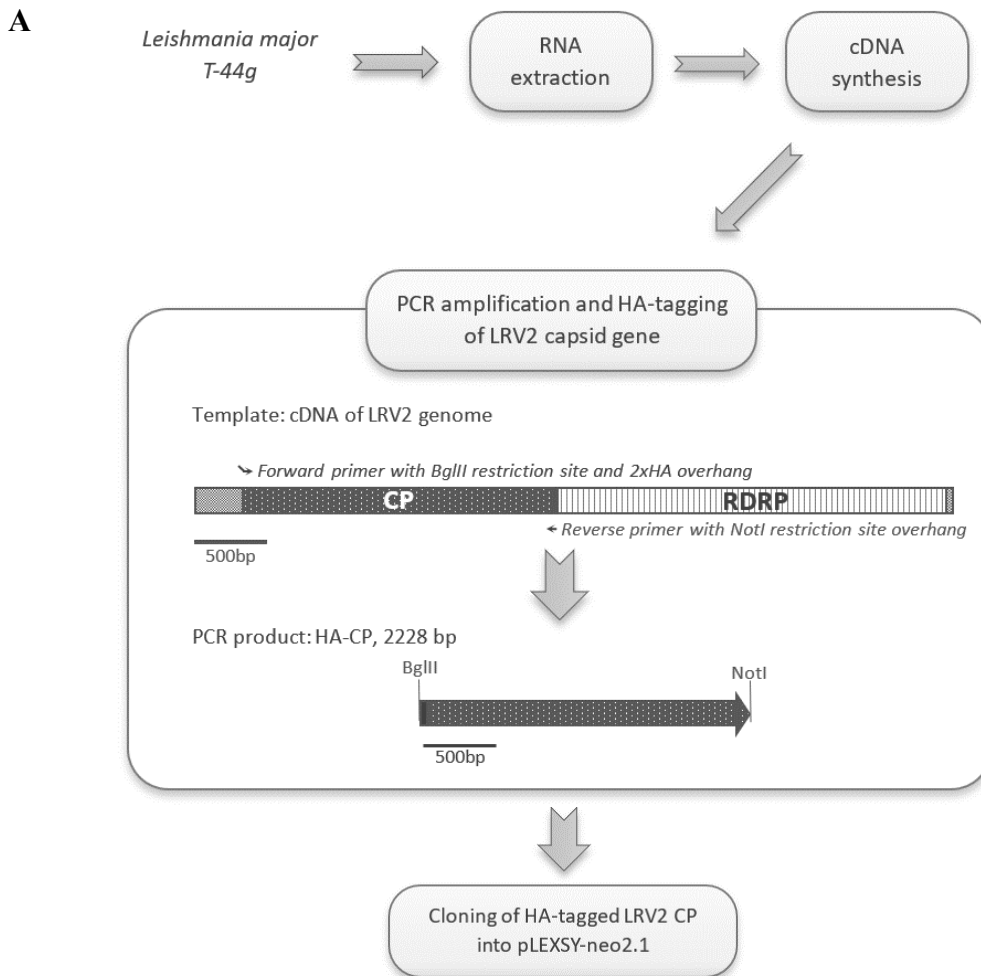 A
Leishmania major
T-44g
RNA
extraction
cDNA
synthesis
PCR amplification and HA-tagging
of LRV2 capsid gene
Template: cDNA of LRV2 genome
Forward primer with BglII restriction site and 2xHA overhang
CP
RDRP
Reverse primer with NotI restriction site overhang
500bp
PCR product: HA-CP, 2228 bp
BglII
NotI
500bp
Cloning of HA-tagged LRV2 CP
into pLEXSY-neo2.1